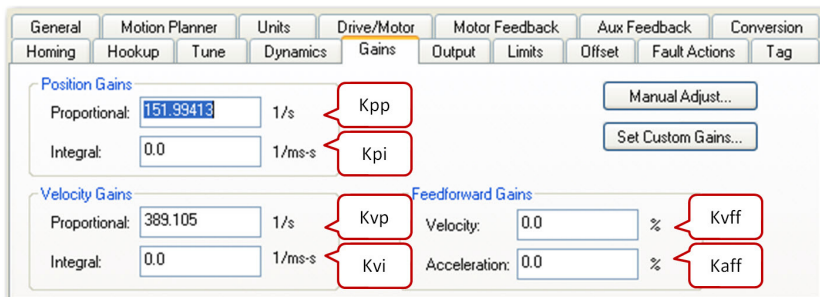 General Motion Planner Units Drive/Motor Motor Feedback Aux Feedback Conversion
Homing Hookup Tune Dynamics Gains Output Limits Offset Fault Actions Tag
Position Gains
Proportional: 151.99413 1/s Kpp Manual Adjust...
Integral: 0.0 1/ms-s Kpi Set Custom Gains...
Velocity Gains Feedforward Gains
Proportional: 389.105 1/s Kvp Velocity: 0.0 % Kvff
Integral: 0.0 1/ms-s Kvi Acceleration: 0.0 % Kaff